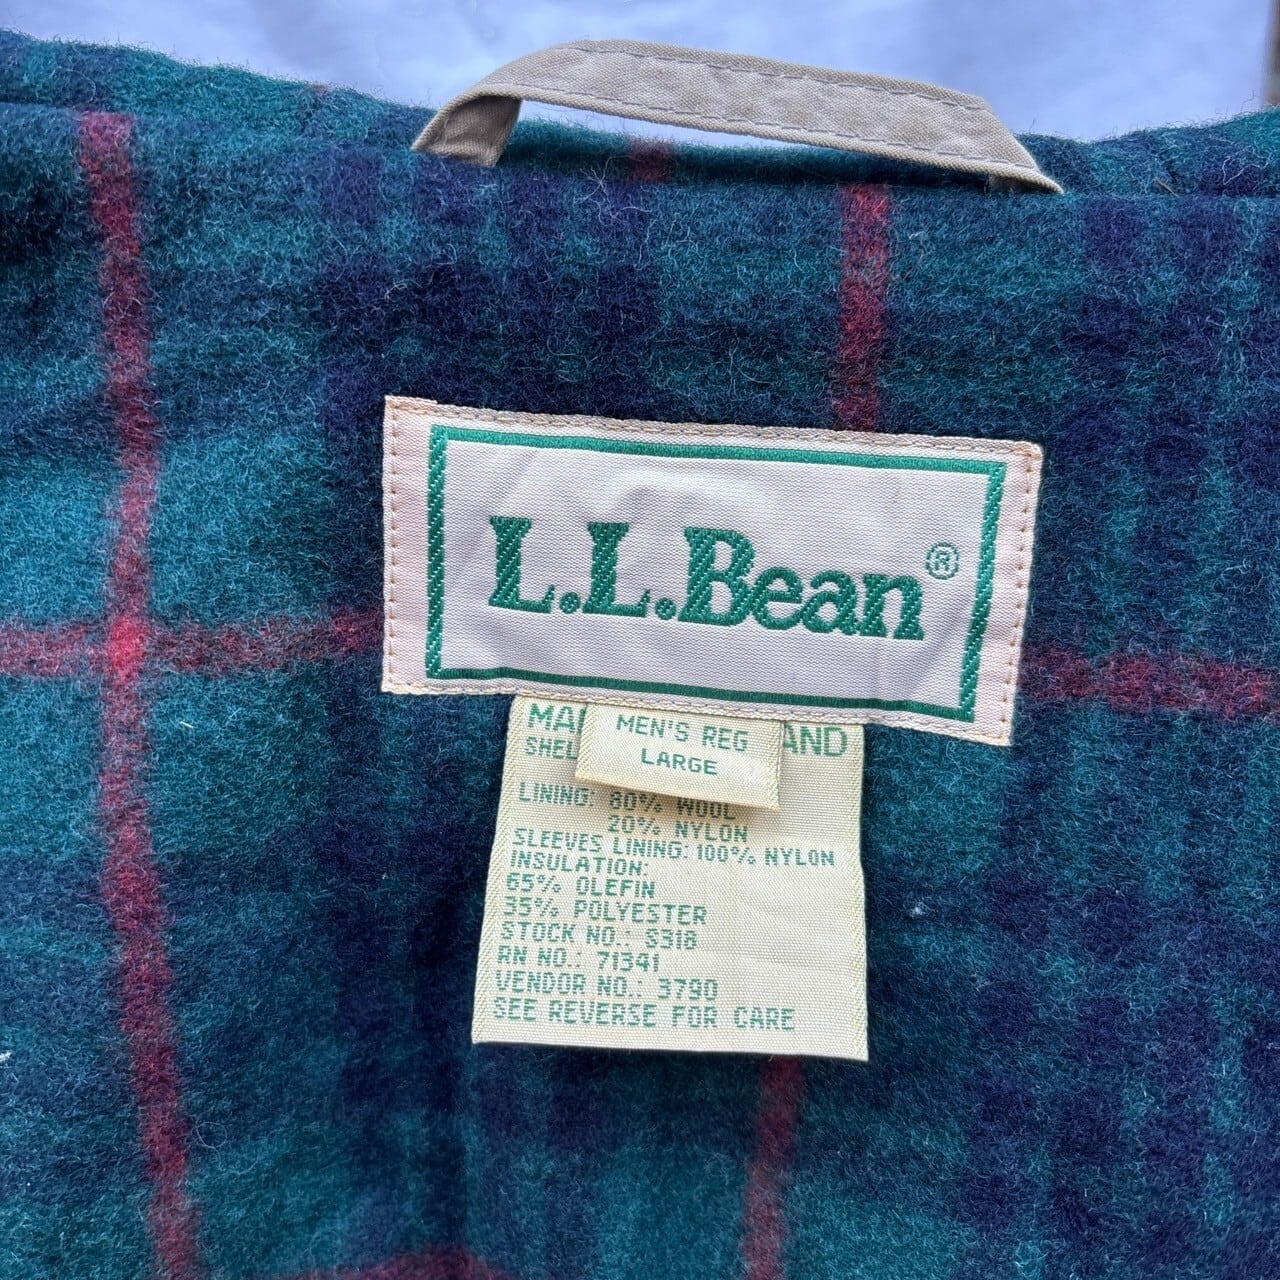 L.L.Bean®
MEN'S REG
LARGE
LINING: 80% WOOL
20% NYLON
SLEEVES LINING: 100% NYLON
INSULATION:
65% OLEFIN
35% POLYESTER
STOCK NO.: S318
RN NO.: 71341
VENDOR NO.: 3790
SEE REVERSE FOR CARE